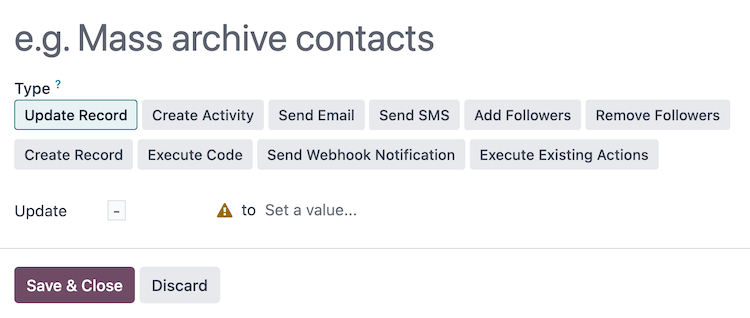 e.g. Mass archive contacts
Type ?
Update Record Create Activity Send Email Send SMS Add Followers Remove Followers
Create Record Execute Code Send Webhook Notification Execute Existing Actions
Update - to Set a value...
Save & Close Discard